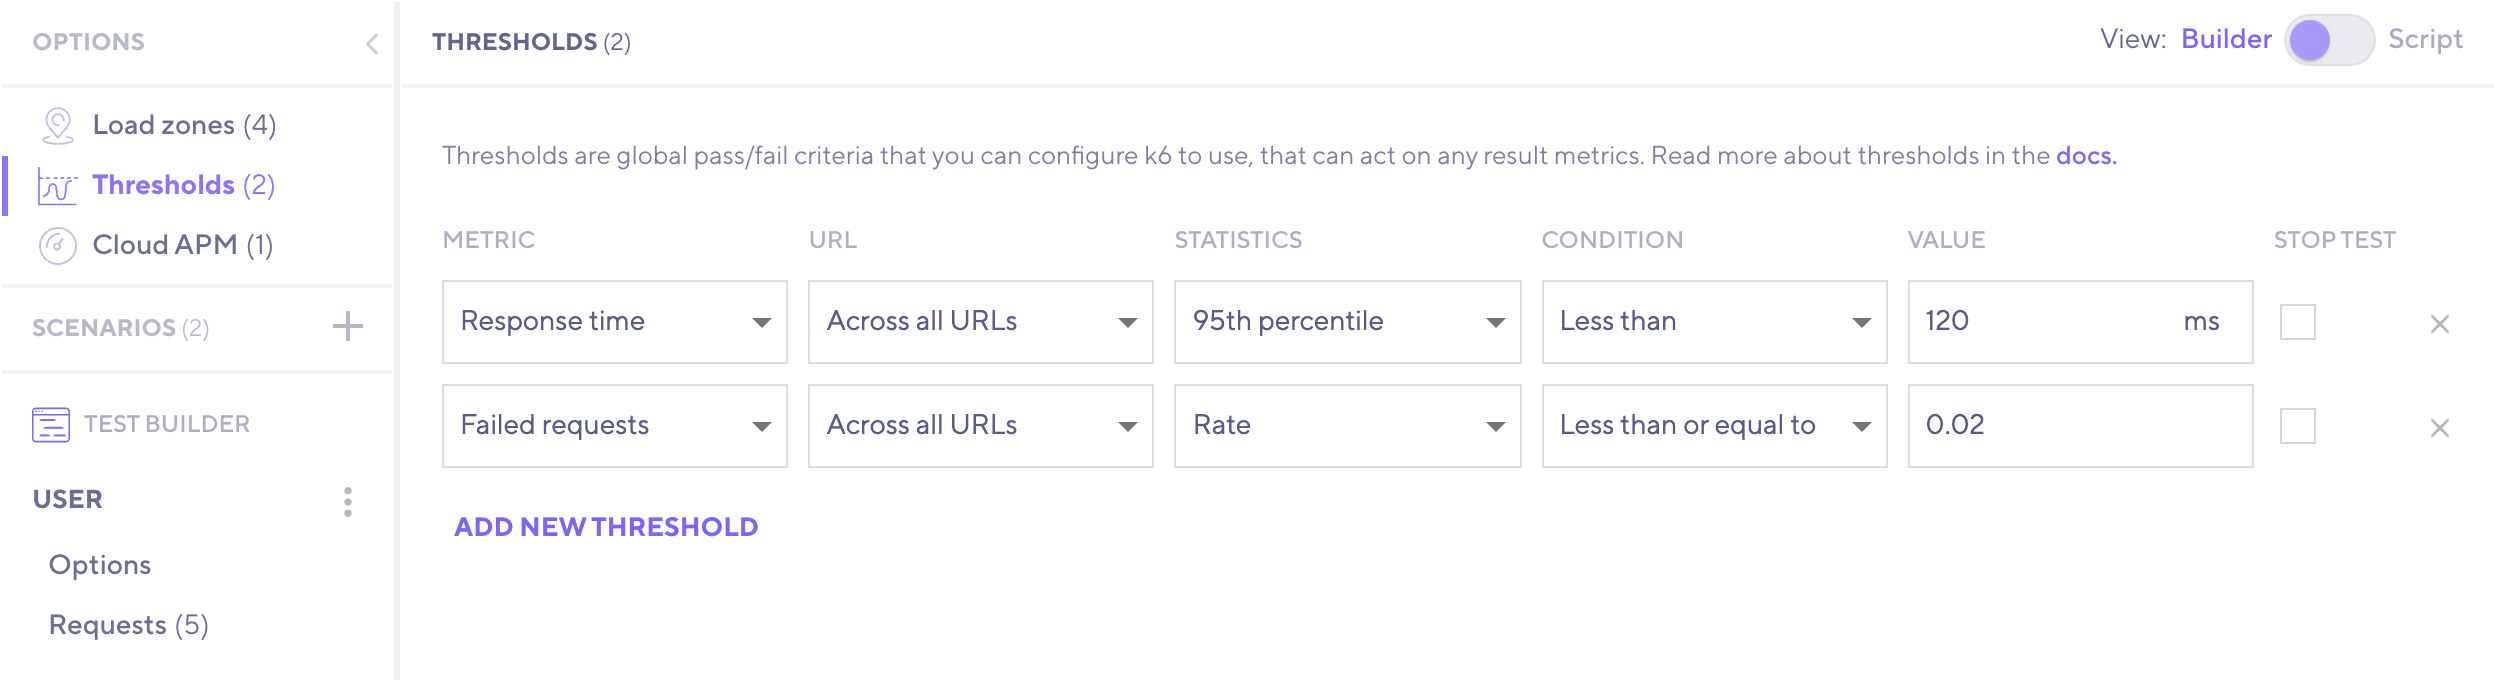 OPTIONS
Load zones (4)
Thresholds (2)
Cloud APM (1)
SCENARIOS (2)
TEST BUILDER
USER
Options
Requests (5)
THRESHOLDS (2)
View: Builder Script
Thresholds are global pass/fail criteria that you can configure k6 to use, that can act on any result metrics. Read more about thresholds in the docs.
METRIC URL STATISTICS CONDITION VALUE STOP TEST
Response time Across all URLs 95th percentile Less than 120 ms
Failed requests Across all URLs Rate Less than or equal to 0.02
ADD NEW THRESHOLD